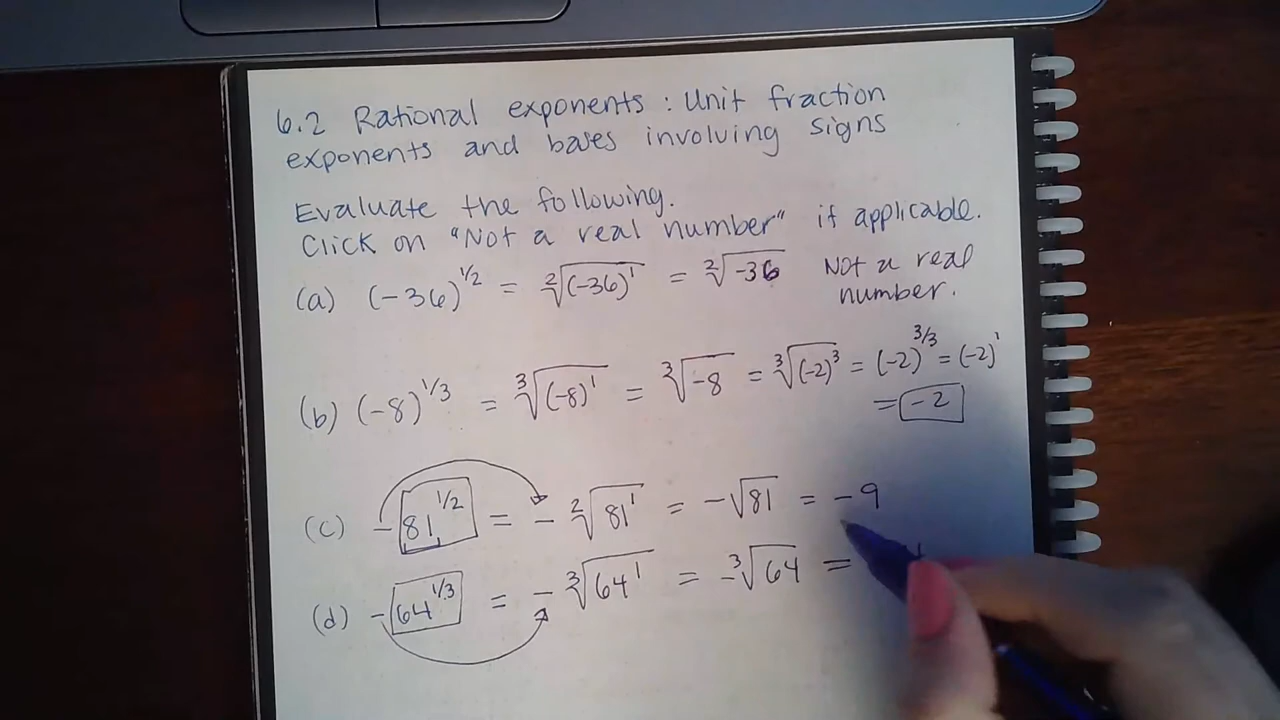 6.2 Rational exponents : Unit fraction
exponents and bases involving signs
Evaluate the following.
Click on "Not a real number" if applicable.
(a) (-36)^1/2 = ²√(-36)¹ = ²√-36 Not a real
number.
(b) (-8)^1/3 = ³√(-8)¹ = ³√-8 = ³√(-2)³ = (-2)^3/3 = (-2)¹
= -2
(c) -81^1/2 = - ²√81¹ = -√81 = -9
(d) -64^1/3 = - ³√64¹ = -³√64 =